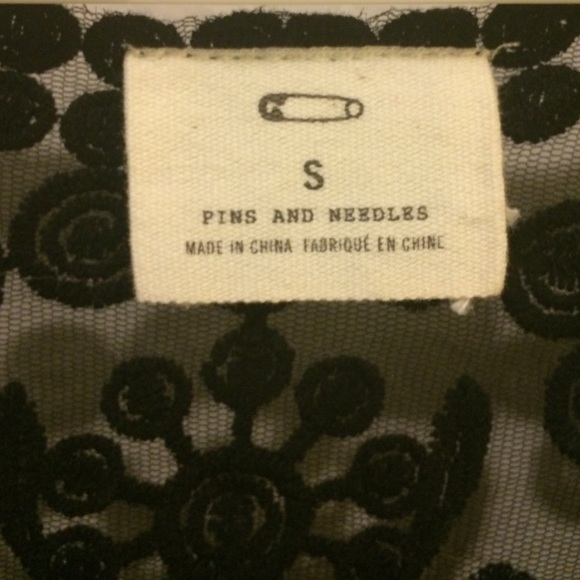 S
PINS AND NEEDLES
MADE IN CHINA FABRIQUÉ EN CHINE